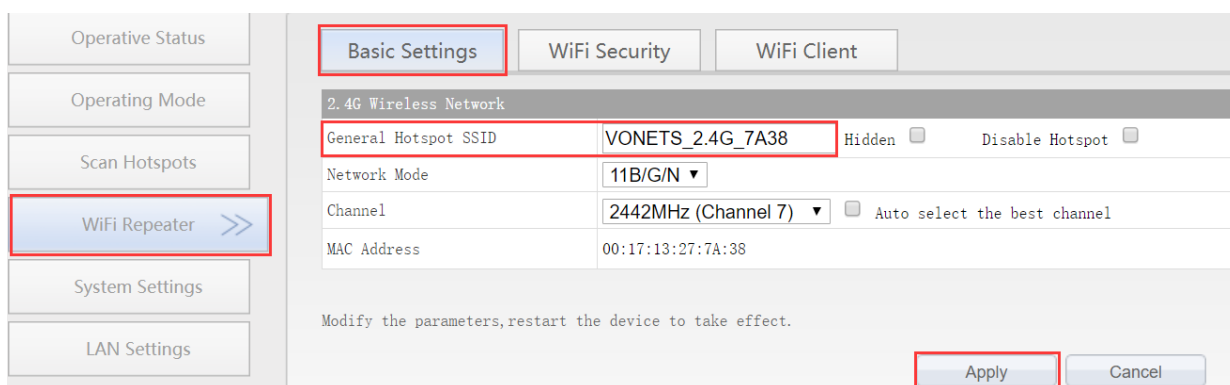 Operative Status
Operating Mode
Scan Hotspots
WiFi Repeater
System Settings
LAN Settings
Basic Settings WiFi Security WiFi Client
2.4G Wireless Network
General Hotspot SSID VONETS_2.4G_7A38 Hidden Disable Hotspot
Network Mode 11B/G/N
Channel 2442MHz (Channel 7) Auto select the best channel
MAC Address 00:17:13:27:7A:38
Modify the parameters,restart the device to take effect.
Apply Cancel